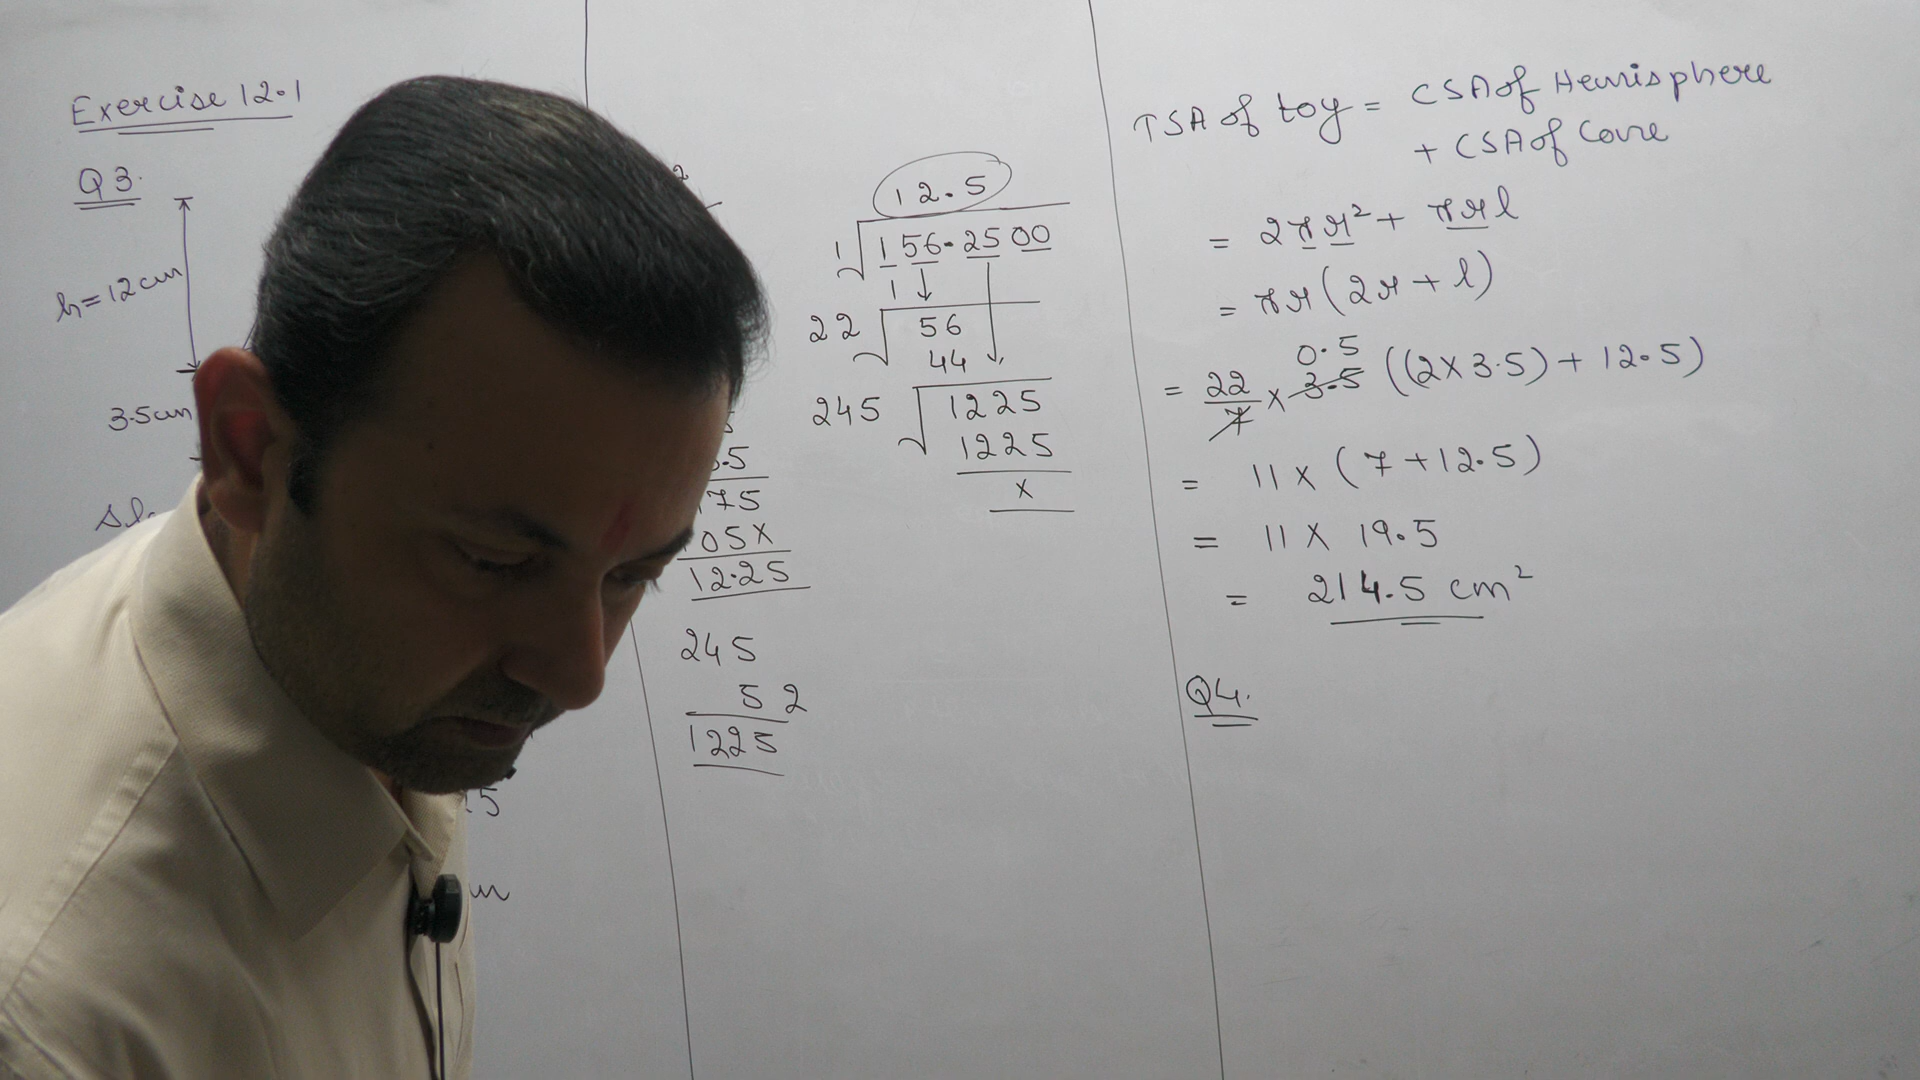 Exercise 12.1
Q3.
h=12cm
3.5cm
2
.5
75
05x
12.25
245
5 2
1225
12.5
1 156.2500
1
22 56
44
245 1225
1225
x
TSA of toy = CSA of Hemisphere
+ CSA of Cone
= 2πr² + πrl
= πr(2r + l)
0.5
= 22/7 x 3.5 ((2x3.5) + 12.5)
= 11 x (7+12.5)
= 11 x 19.5
= 214.5 cm²
Q4.